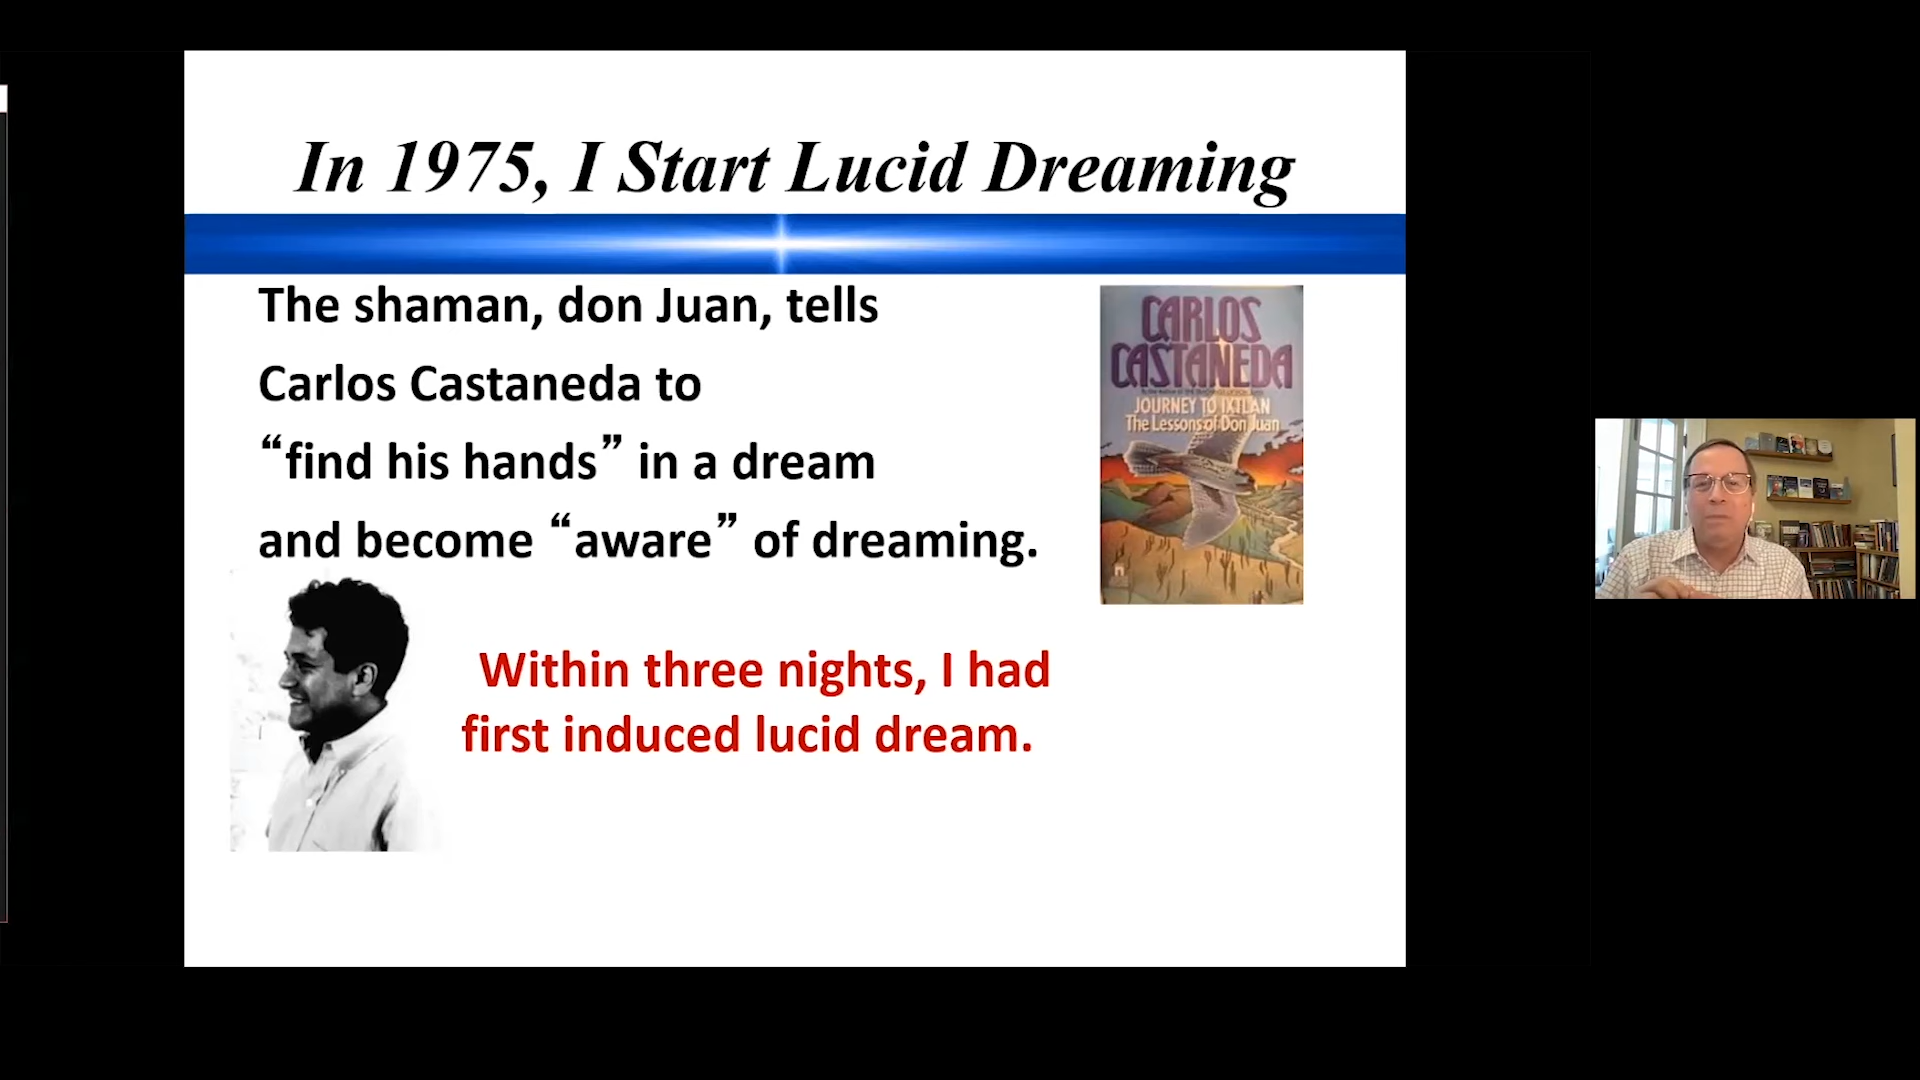 In 1975, I Start Lucid Dreaming
The shaman, don Juan, tells
Carlos Castaneda to
“find his hands” in a dream
and become “aware” of dreaming.
CARLOS
CASTANEDA
JOURNEY TO IXTLAN
The Lessons of Don Juan
Within three nights, I had
first induced lucid dream.